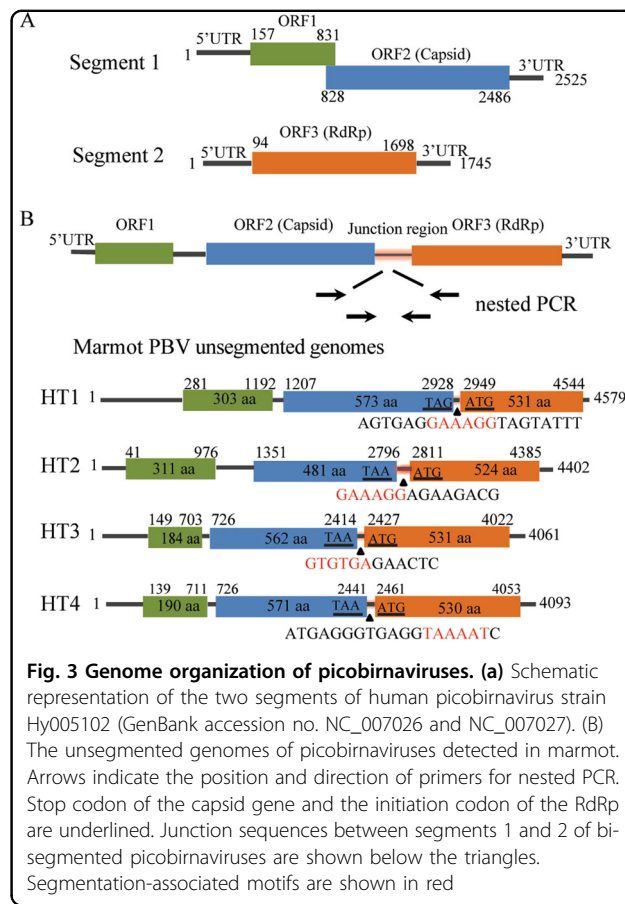 A
ORF1
5'UTR 157 831
Segment 1 1 ORF2 (Capsid) 3'UTR 2525
828 2486
ORF3 (RdRp)
Segment 2 1 5'UTR 94 1698 3'UTR 1745
B
5'UTR ORF1 ORF2 (Capsid) Junction region ORF3 (RdRp) 3'UTR
nested PCR
Marmot PBV unsegmented genomes
281 1192 1207 2928 2949 4544
HT1 1 303 aa 573 aa TAG ATG 531 aa 4579
AGTGAGGAAAGGTAGTATTT
41 976 1351 2796 2811 4385
HT2 1 311 aa 481 aa TAA ATG 524 aa 4402
GAAAGGAGAAGACG
149 703 726 2414 2427 4022
HT3 1 184 aa 562 aa TAA ATG 531 aa 4061
GTGTGAGAACTC
139 711 726 2441 2461 4053
HT4 1 190 aa 571 aa TAA ATG 530 aa 4093
ATGAGGGTGAGGTAAAATC
Fig. 3 Genome organization of picobirnaviruses. (a) Schematic
representation of the two segments of human picobirnavirus strain
Hy005102 (GenBank accession no. NC_007026 and NC_007027). (B)
The unsegmented genomes of picobirnaviruses detected in marmot.
Arrows indicate the position and direction of primers for nested PCR.
Stop codon of the capsid gene and the initiation codon of the RdRp
are underlined. Junction sequences between segments 1 and 2 of bi-
segmented picobirnaviruses are shown below the triangles.
Segmentation-associated motifs are shown in red